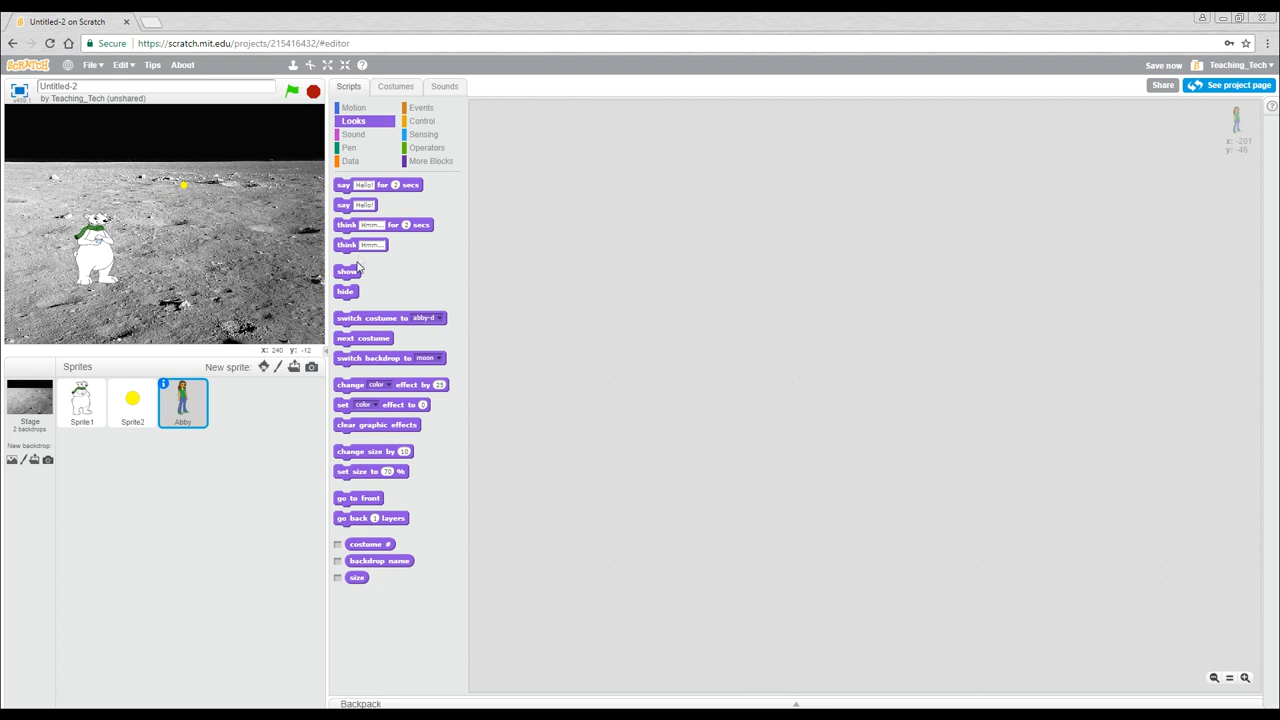 Untitled-2 on Scratch
Secure https://scratch.mit.edu/projects/215416432/#editor
SCRATCH File Edit Tips About Save now Teaching_Tech
Untitled-2
by Teaching_Tech (unshared)
Scripts Costumes Sounds
Share See project page
Motion Events
Looks Control
Sound Sensing
Pen Operators
Data More Blocks
x: -201
y: -46
say Hello! for 2 secs
say Hello!
think Hmm... for 2 secs
think Hmm...
show
hide
switch costume to abby-d
next costume
switch backdrop to moon
change color effect by 25
set color effect to 0
clear graphic effects
change size by 10
set size to 70 %
go to front
go back 1 layers
costume #
backdrop name
size
x: 240 y: -12
Sprites New sprite:
Stage
2 backdrops
New backdrop:
Sprite1 Sprite2 Abby
Backpack